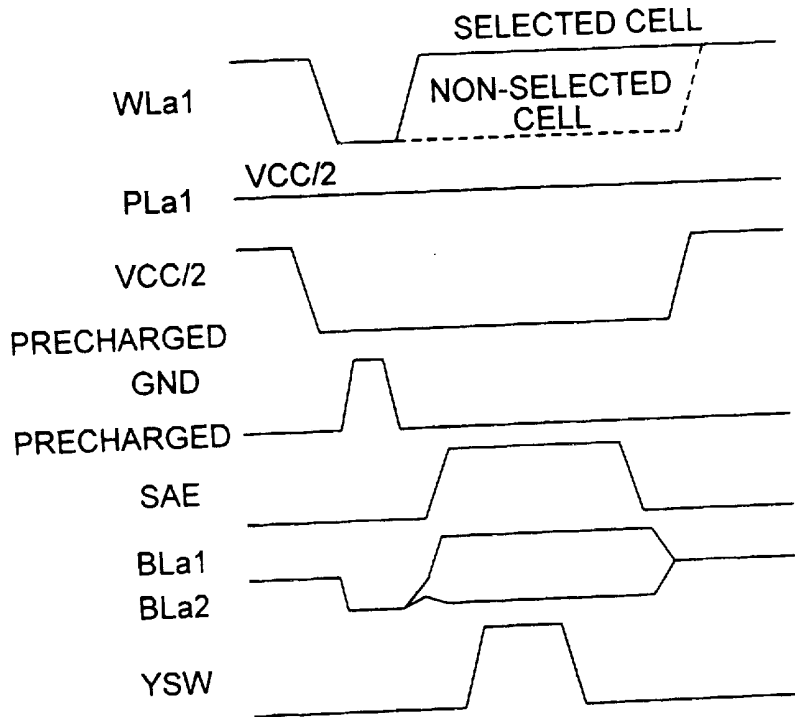 SELECTED CELL
WLa1
NON-SELECTED
CELL
VCC/2
PLa1
VCC/2
PRECHARGED
GND
PRECHARGED
SAE
BLa1
BLa2
YSW